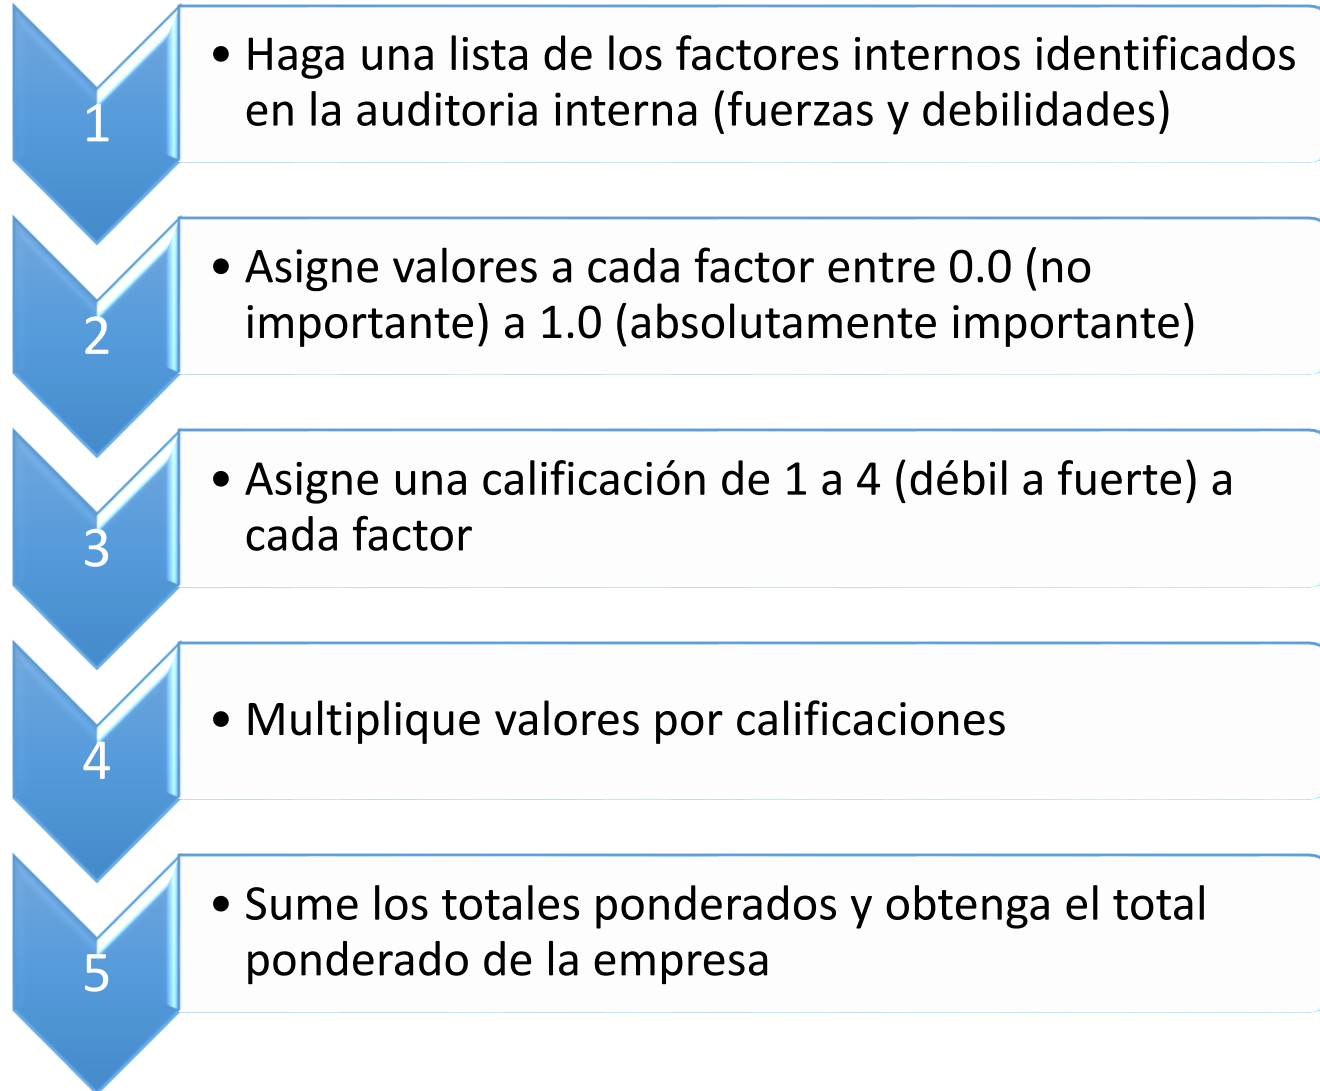 1
• Haga una lista de los factores internos identificados
en la auditoria interna (fuerzas y debilidades)
2
• Asigne valores a cada factor entre 0.0 (no
importante) a 1.0 (absolutamente importante)
3
• Asigne una calificación de 1 a 4 (débil a fuerte) a
cada factor
4
• Multiplique valores por calificaciones
5
• Sume los totales ponderados y obtenga el total
ponderado de la empresa